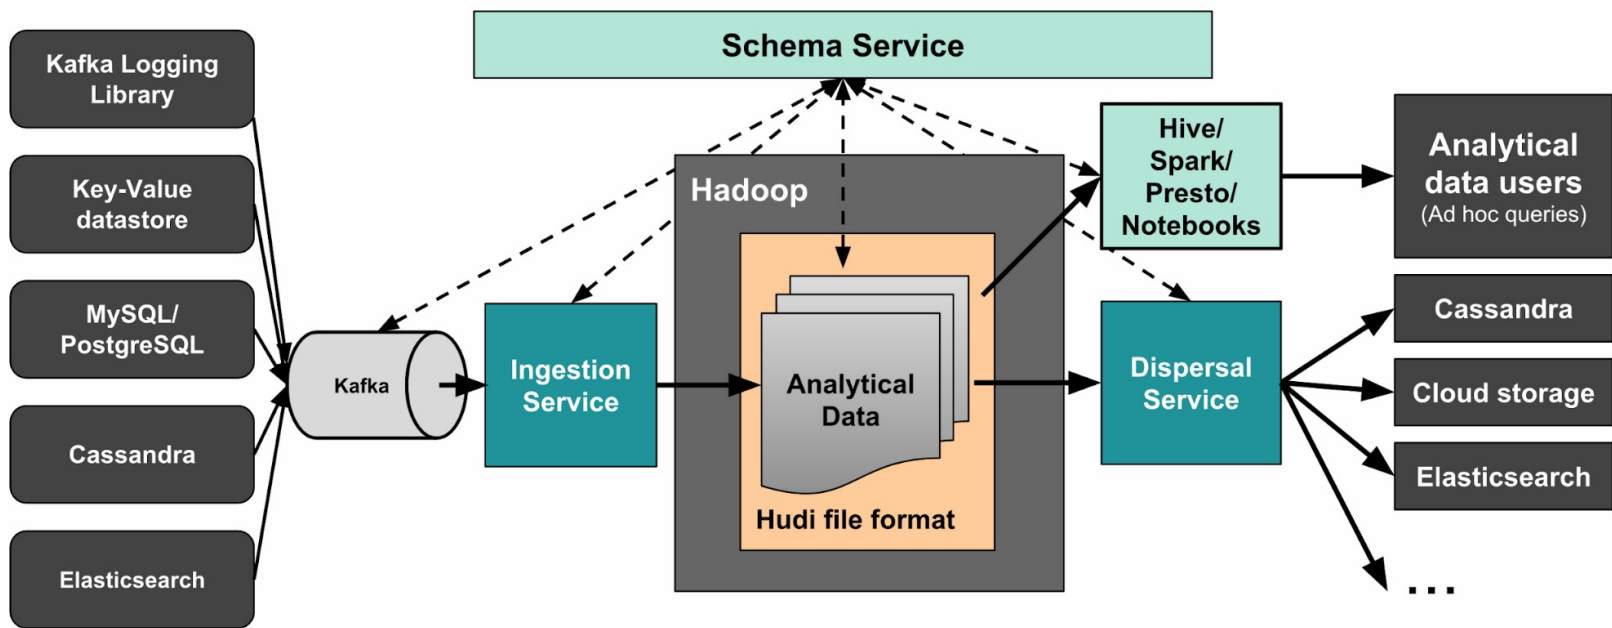 Schema Service
Kafka Logging
Library
Key-Value
datastore
MySQL/
PostgreSQL
Cassandra
Elasticsearch
Kafka
Ingestion
Service
Hadoop
Analytical
Data
Hudi file format
Hive/
Spark/
Presto/
Notebooks
Dispersal
Service
Analytical
data users
(Ad hoc queries)
Cassandra
Cloud storage
Elasticsearch
...